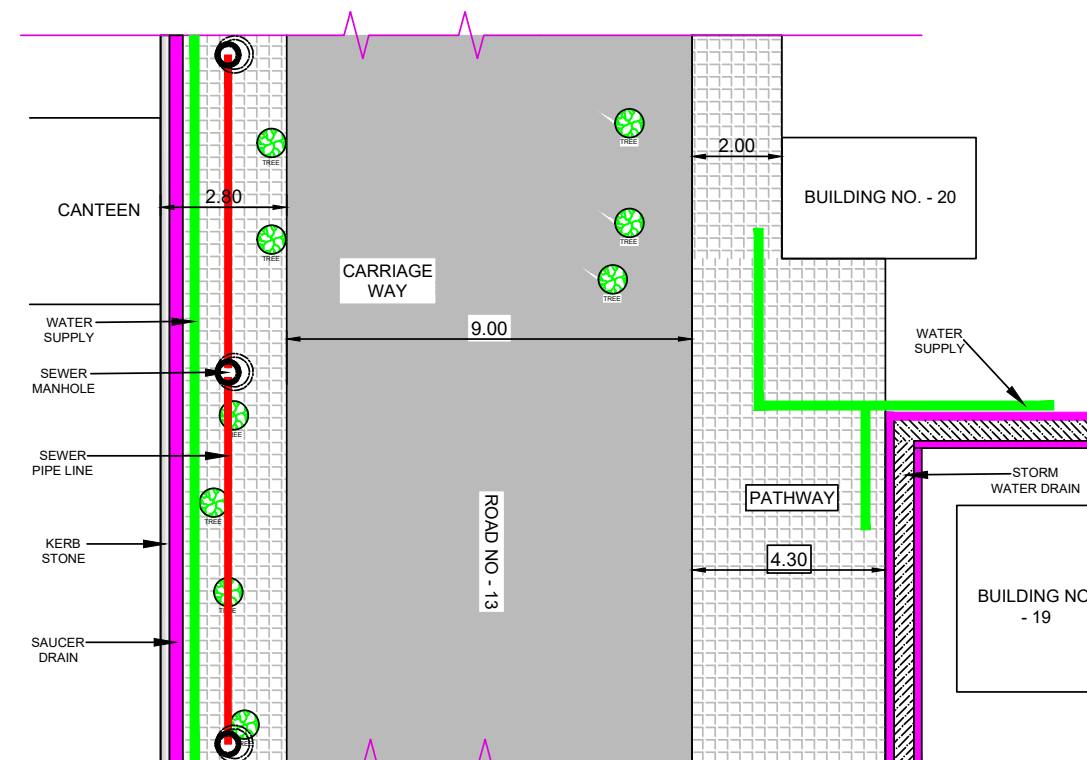 TREE
TREE
2.00
CANTEEN
2.80
BUILDING NO. - 20
TREE
TREE
CARRIAGE
WAY
TREE
WATER
SUPPLY
9.00
WATER
SUPPLY
SEWER
MANHOLE
SEWER
PIPE LINE
EE
STORM
WATER DRAIN
PATHWAY
TREE
ROAD NO - 13
KERB
STONE
4.30
BUILDING NO
- 19
TREE
SAUCER
DRAIN
TREE